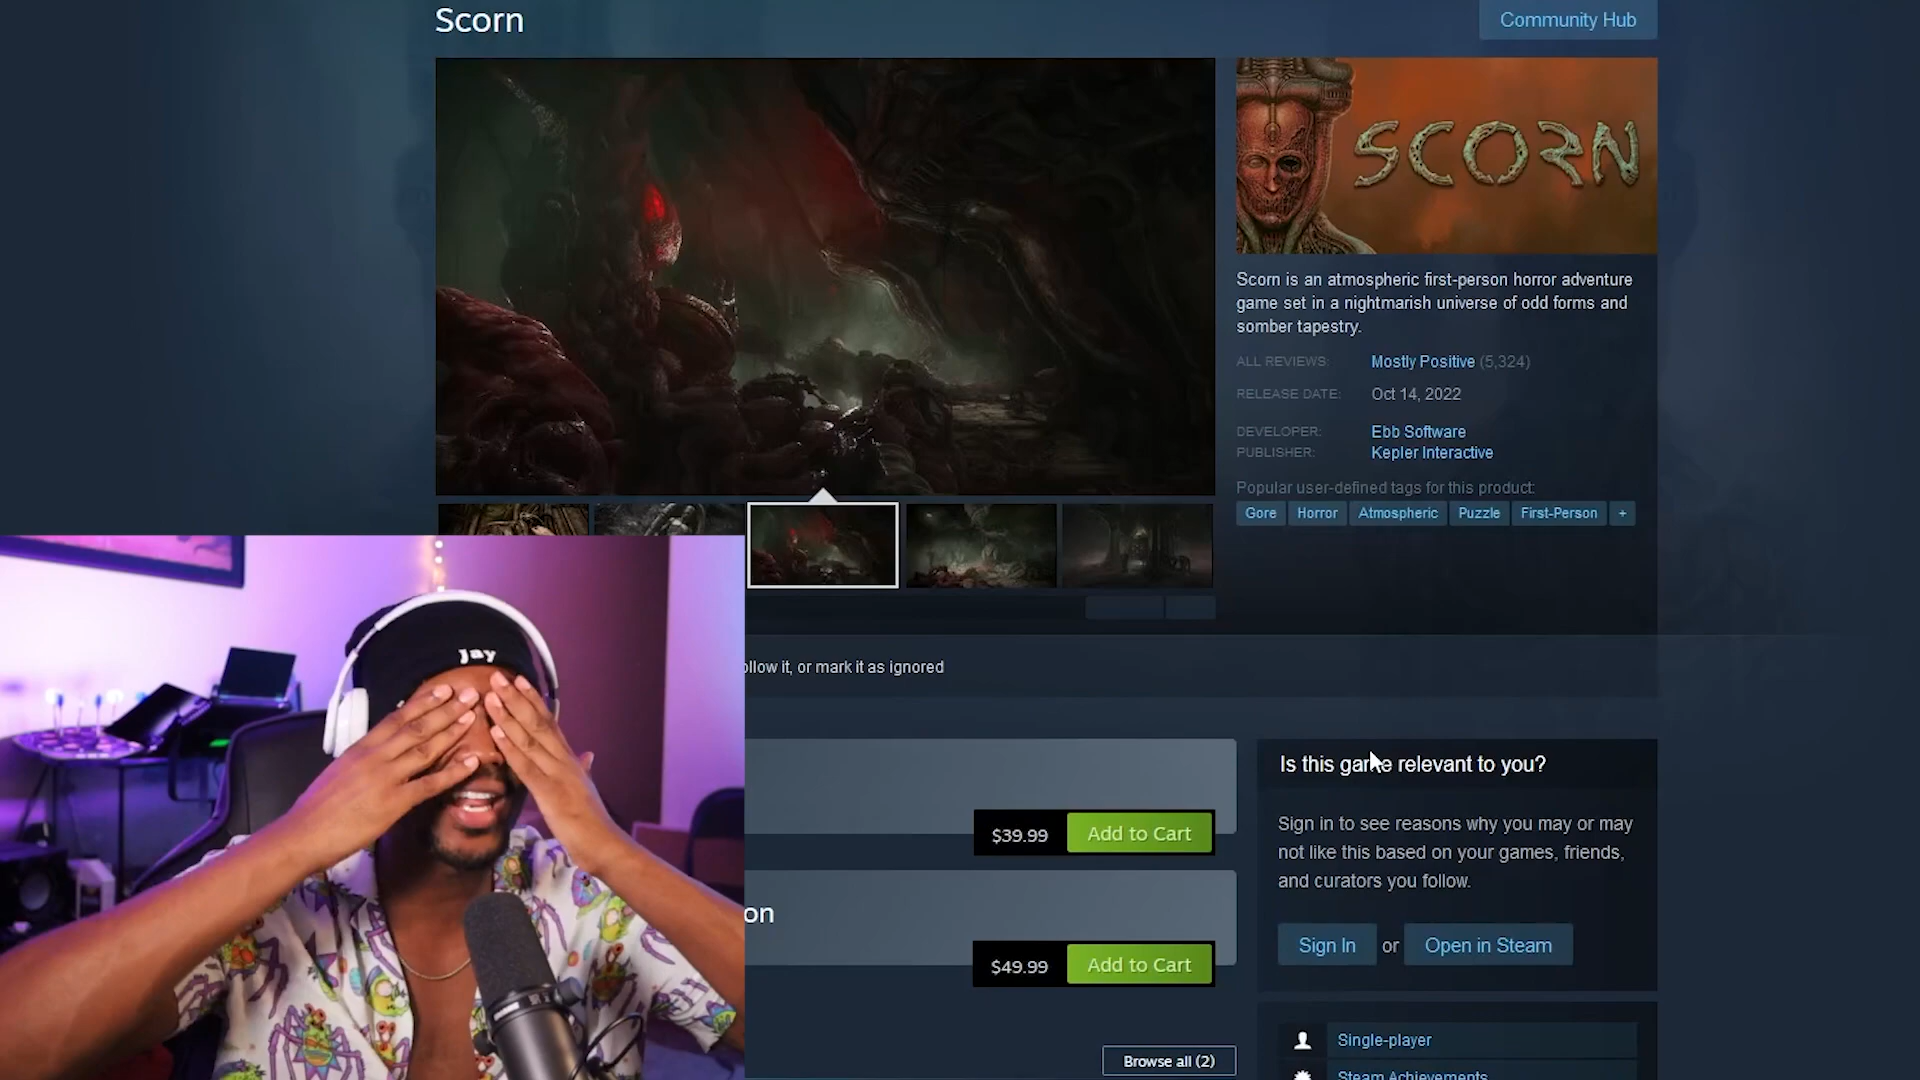 Scorn
Community Hub
SCORN
Scorn is an atmospheric first-person horror adventure
game set in a nightmarish universe of odd forms and
somber tapestry.
ALL REVIEWS: Mostly Positive (5,324)
RELEASE DATE: Oct 14, 2022
DEVELOPER: Ebb Software
PUBLISHER: Kepler Interactive
Popular user-defined tags for this product:
Gore Horror Atmospheric Puzzle First-Person +
ollow it, or mark it as ignored
jay
$39.99 Add to Cart
on
$49.99 Add to Cart
Browse all (2)
Is this game relevant to you?
Sign in to see reasons why you may or may
not like this based on your games, friends,
and curators you follow.
Sign In or Open in Steam
Single-player
Steam Achievements